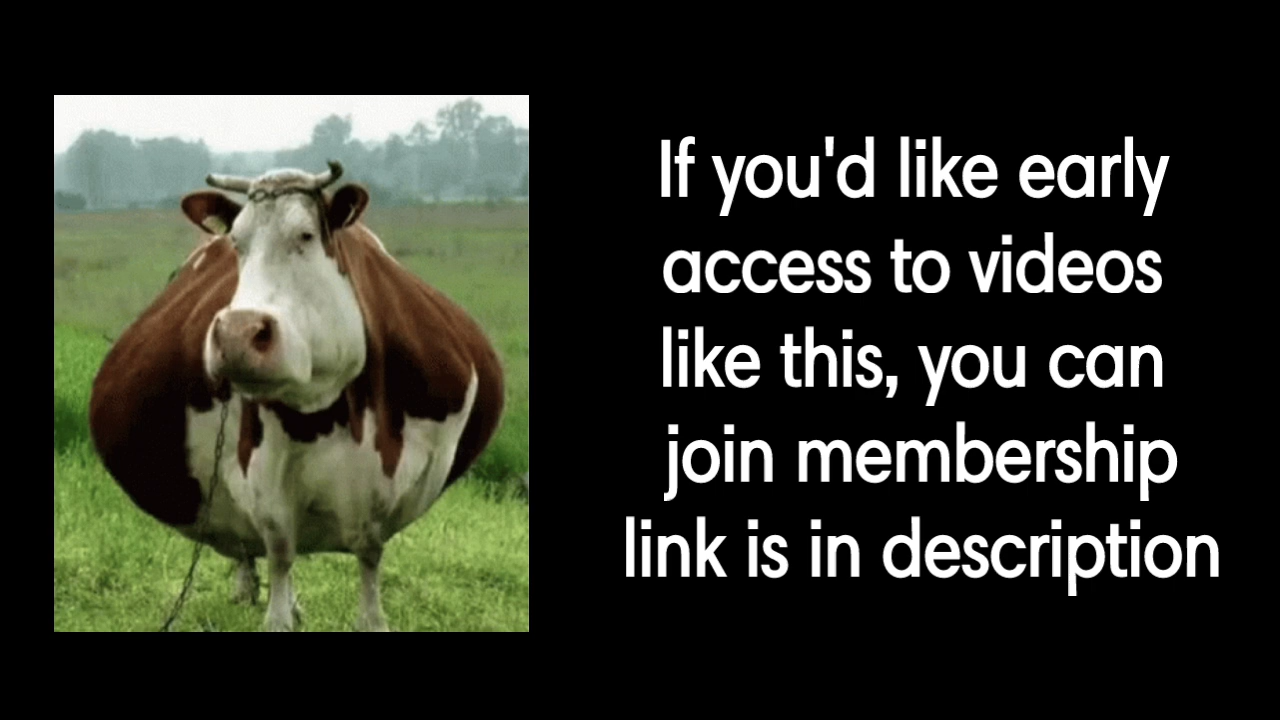 If you'd like early
access to videos
like this, you can
join membership
link is in description